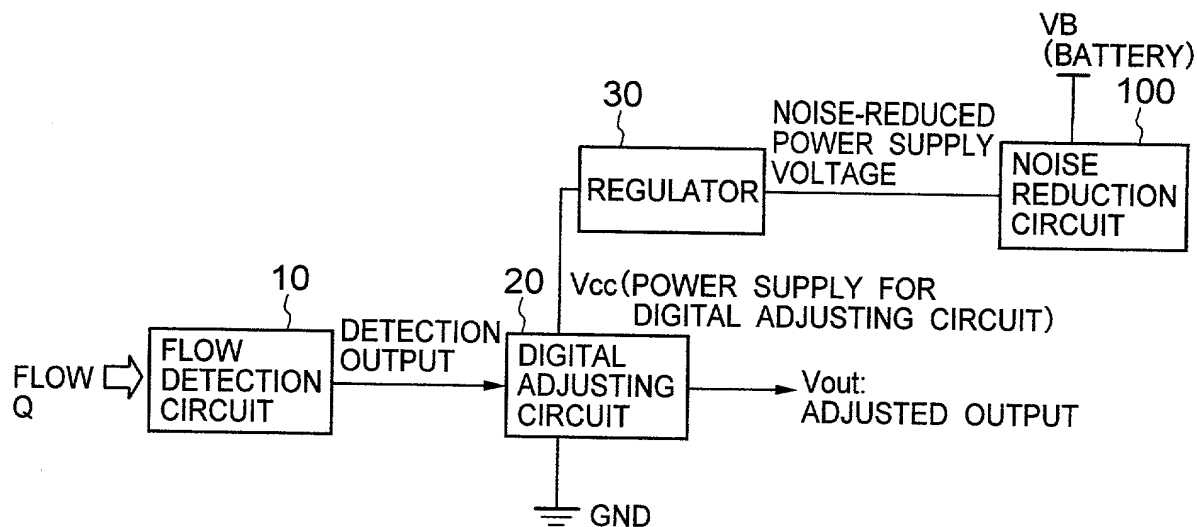 VB
(BATTERY)
100
30
NOISE-REDUCED
POWER SUPPLY
VOLTAGE
REGULATOR
NOISE
REDUCTION
CIRCUIT
Vcc(POWER SUPPLY FOR
DIGITAL ADJUSTING CIRCUIT)
10
20
DETECTION
OUTPUT
FLOW
Q
FLOW
DETECTION
CIRCUIT
DIGITAL
ADJUSTING
CIRCUIT
Vout:
ADJUSTED OUTPUT
GND